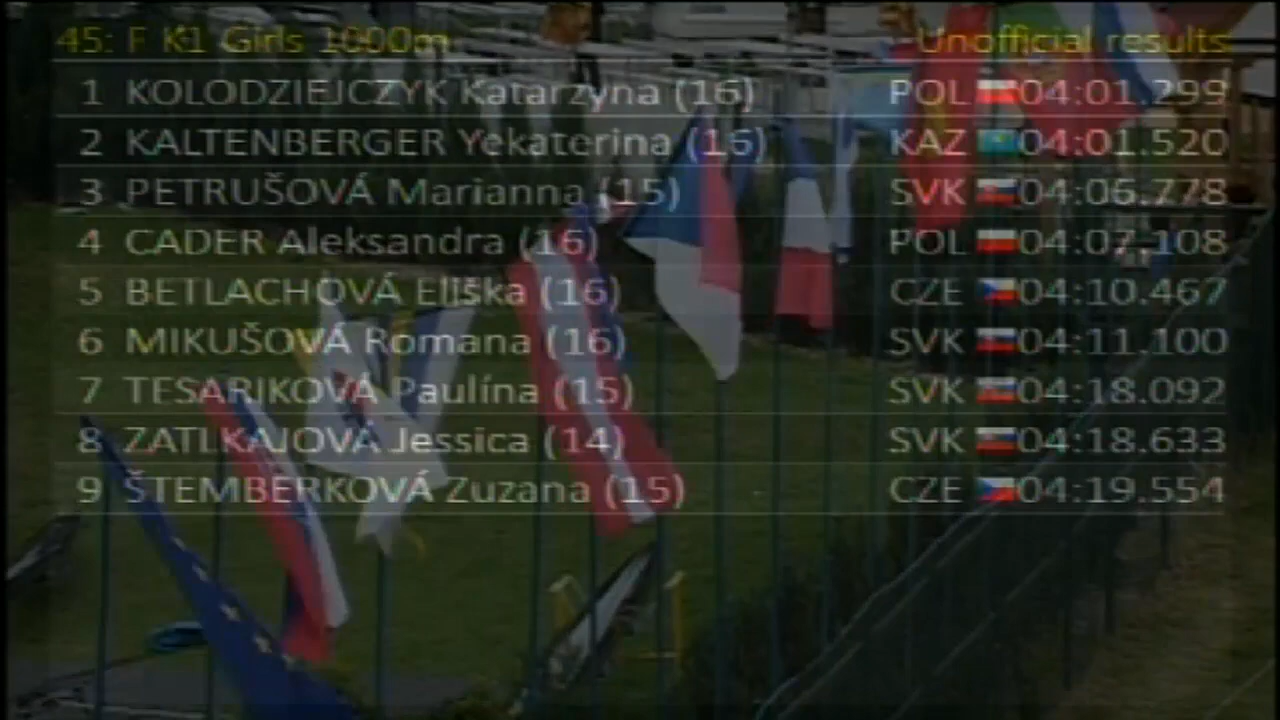 45: F K1 Girls 1000m Unofficial results
1 KOLODZIEJCZYK Katarzyna (16) POL 04:01.299
2 KALTENBERGER Yekaterina (16) KAZ 04:01.520
3 PETRUŠOVÁ Marianna (15) SVK 04:06.778
4 CADER Aleksandra (16) POL 04:07.108
5 BETLACHOVÁ Eliška (16) CZE 04:10.467
6 MIKUŠOVÁ Romana (16) SVK 04:11.100
7 TESARIKOVÁ Paulína (15) SVK 04:18.092
8 ZATLKAJOVÁ Jessica (14) SVK 04:18.633
9 ŠTEMBERKOVÁ Zuzana (15) CZE 04:19.554